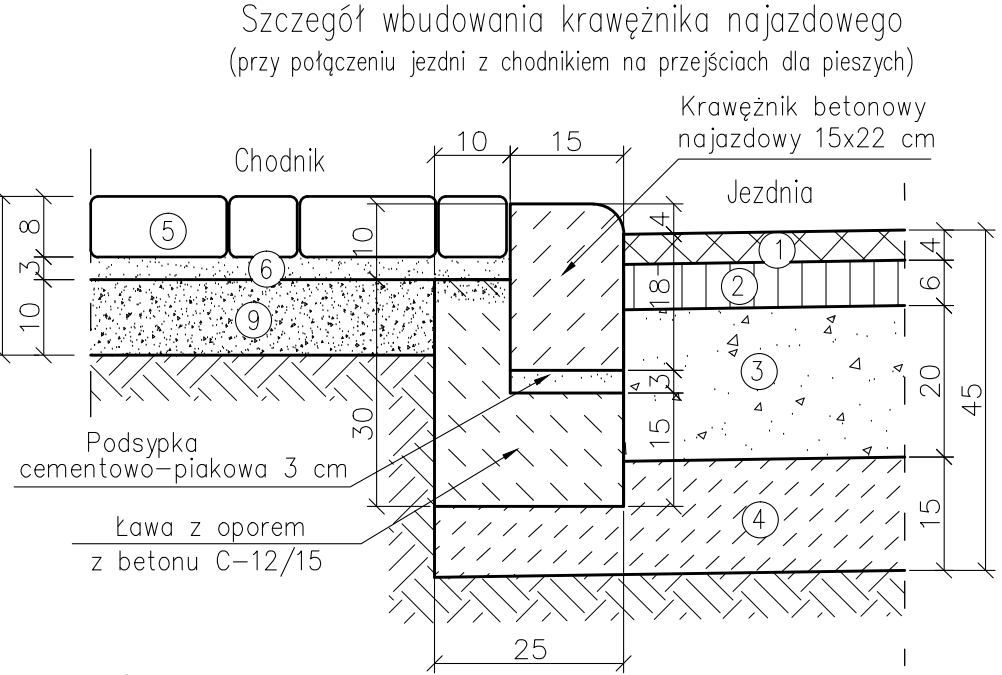 Szczegół wbudowania krawężnika najazdowego
(przy połączeniu jezdni z chodnikiem na przejściach dla pieszych)
Krawężnik betonowy
najazdowy 15x22 cm
10
15
Chodnik
Jezdnia
8
3
10
5
6
9
10
30
4
18
3
15
1
2
3
4
4
6
20
15
45
Podsypka
cementowo-piakowa 3 cm
Ława z oporem
z betonu C-12/15
25